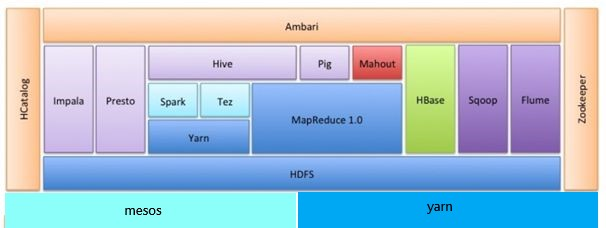 Ambari
HCatalog
Impala
Presto
Hive
Pig
Mahout
Spark
Tez
Yarn
MapReduce 1.0
HBase
Sqoop
Flume
Zookeeper
HDFS
mesos
yarn